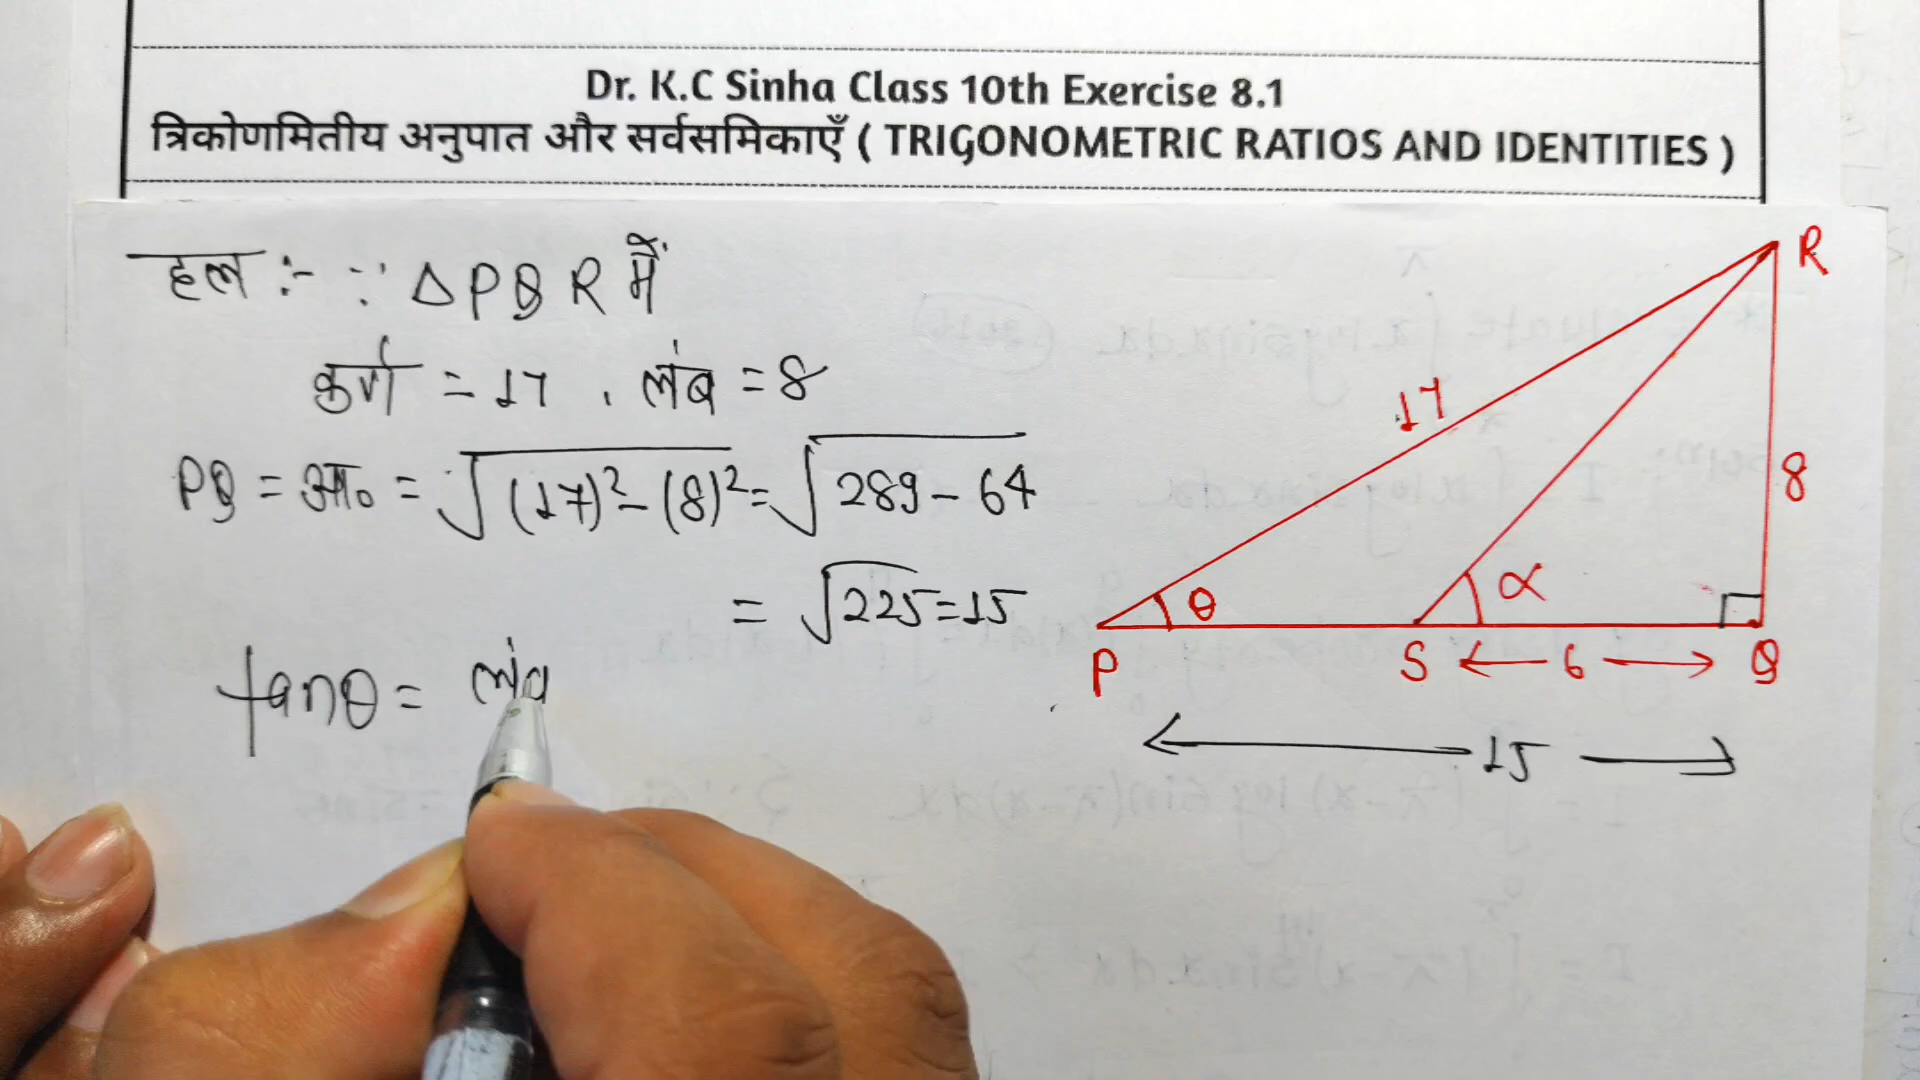 Dr. K.C Sinha Class 10th Exercise 8.1
त्रिकोणमितीय अनुपात और सर्वसमिकाएँ ( TRIGONOMETRIC RATIOS AND IDENTITIES )
हल :- ∵ ΔPQR में
कर्ण = 17 , लंब = 8
PQ = आ० = √(17)² - (8)² = √289 - 64
= √225 = 15
tanθ = लंब
R
17
8
θ
α
P
S ← 6 → Q
← 15 →